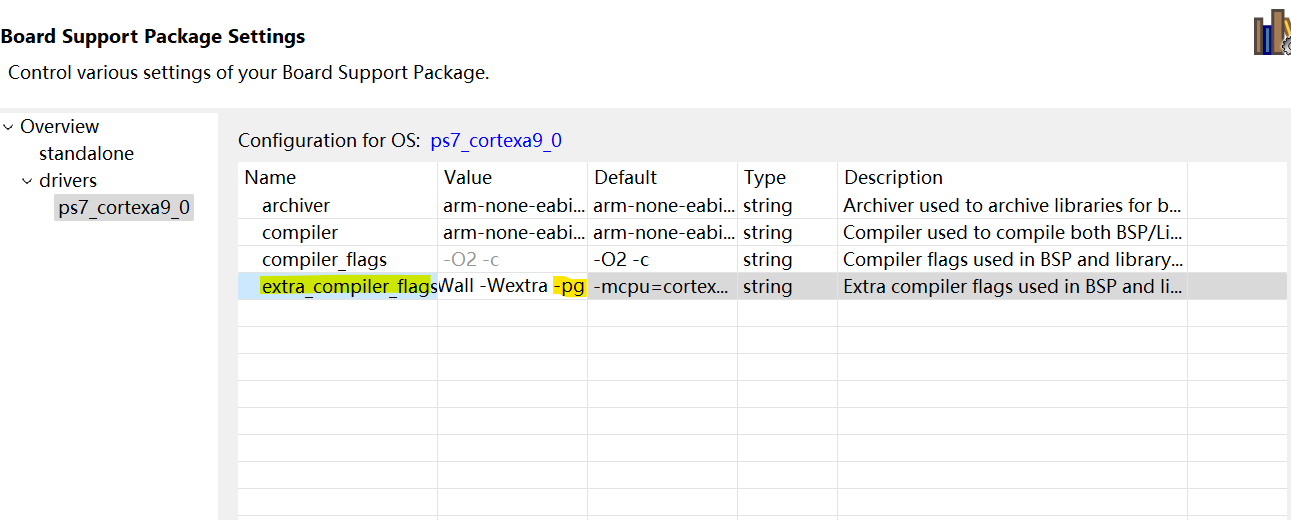 Board Support Package Settings
Control various settings of your Board Support Package.
Overview
standalone
drivers
ps7_cortexa9_0
Configuration for OS: ps7_cortexa9_0
Name Value Default Type Description
archiver arm-none-eabi... arm-none-eabi... string Archiver used to archive libraries for b...
compiler arm-none-eabi... arm-none-eabi... string Compiler used to compile both BSP/Li...
compiler_flags -O2 -c -O2 -c string Compiler flags used in BSP and library...
extra_compiler_flags Wall -Wextra -pg -mcpu=cortex... string Extra compiler flags used in BSP and li...